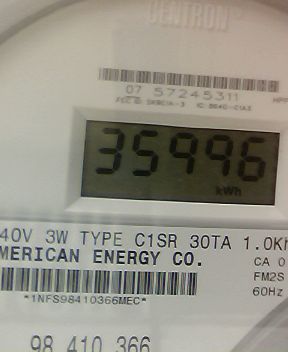 CENTRON®
07 57245311
35996
kWh
40V 3W TYPE C1SR 30TA 1.0Kh
MERICAN ENERGY CO.
CA 0
FM2S
60Hz
*1NFS98410366MEC*
98 410 366